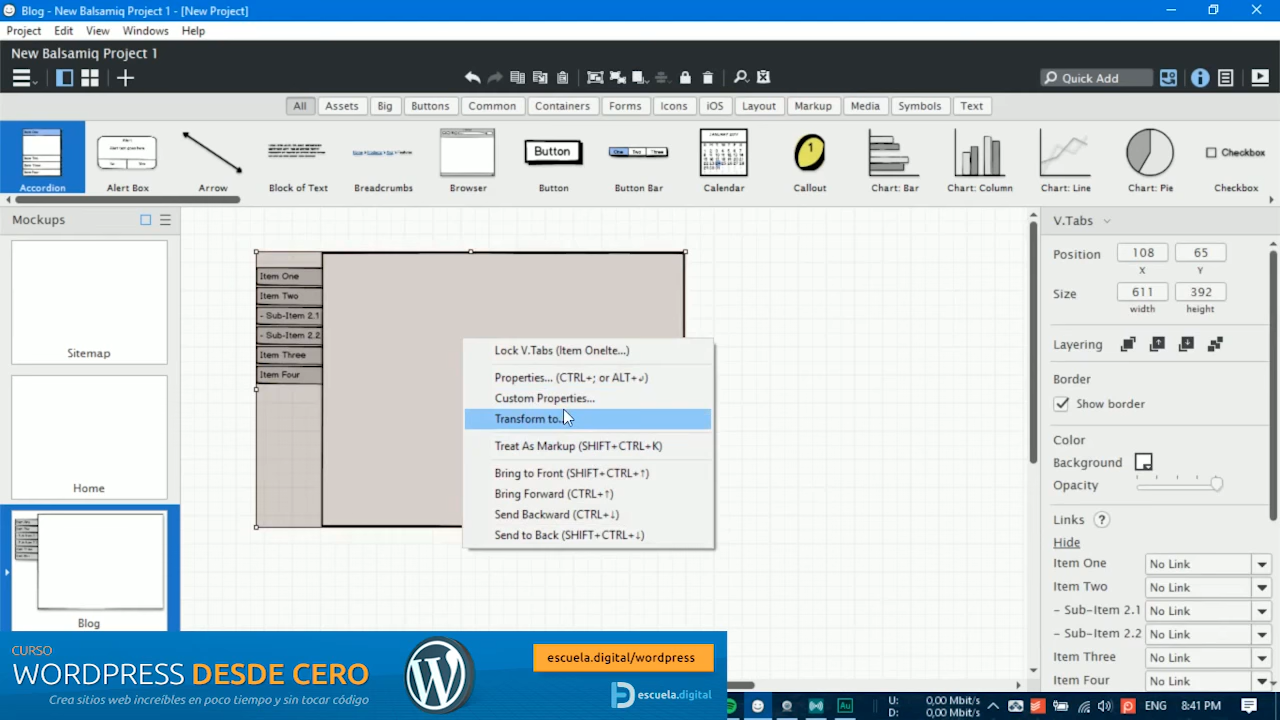 Blog - New Balsamiq Project 1 - [New Project]
Project Edit View Windows Help
New Balsamiq Project 1
Quick Add
All Assets Big Buttons Common Containers Forms Icons iOS Layout Markup Media Symbols Text
Button
One Two Three
1
Checkbox
Accordion Alert Box Arrow Block of Text Breadcrumbs Browser Button Button Bar Calendar Callout Chart: Bar Chart: Column Chart: Line Chart: Pie Checkbox
Mockups
Sitemap
Home
Blog
Item One
Item Two
- Sub-Item 2.1
- Sub-Item 2.2
Item Three
Item Four
Lock V.Tabs (Item OneIte...)
Properties... (CTRL+; or ALT+↲)
Custom Properties...
Transform to...
Treat As Markup (SHIFT+CTRL+K)
Bring to Front (SHIFT+CTRL+↑)
Bring Forward (CTRL+↑)
Send Backward (CTRL+↓)
Send to Back (SHIFT+CTRL+↓)
V.Tabs
Position 108 65
X Y
Size 611 392
width height
Layering
Border
Show border
Color
Background
Opacity
Links ?
Hide
Item One No Link
Item Two No Link
- Sub-Item 2.1 No Link
- Sub-Item 2.2 No Link
Item Three No Link
Item Four No Link
CURSO
WORDPRESS DESDE CERO
Crea sitios web increíbles en poco tiempo y sin tocar código
escuela.digital/wordpress
escuela.digital
Au
U: 0,00 Mbit/s
D: 0,00 Mbit/s
ENG 8:41 PM